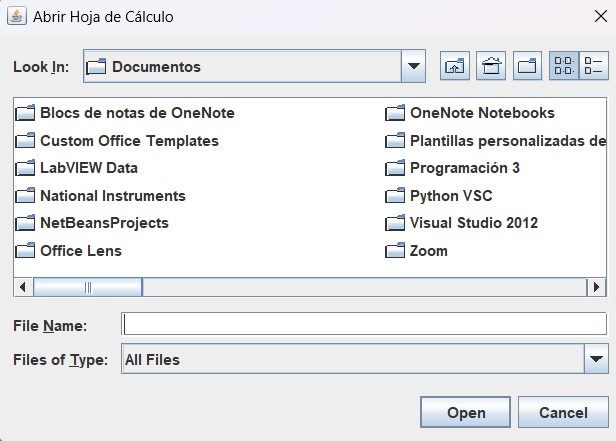 Abrir Hoja de Cálculo
Look In: Documentos
Blocs de notas de OneNote
Custom Office Templates
LabVIEW Data
National Instruments
NetBeansProjects
Office Lens
OneNote Notebooks
Plantillas personalizadas de
Programación 3
Python VSC
Visual Studio 2012
Zoom
File Name:
Files of Type: All Files
Open Cancel